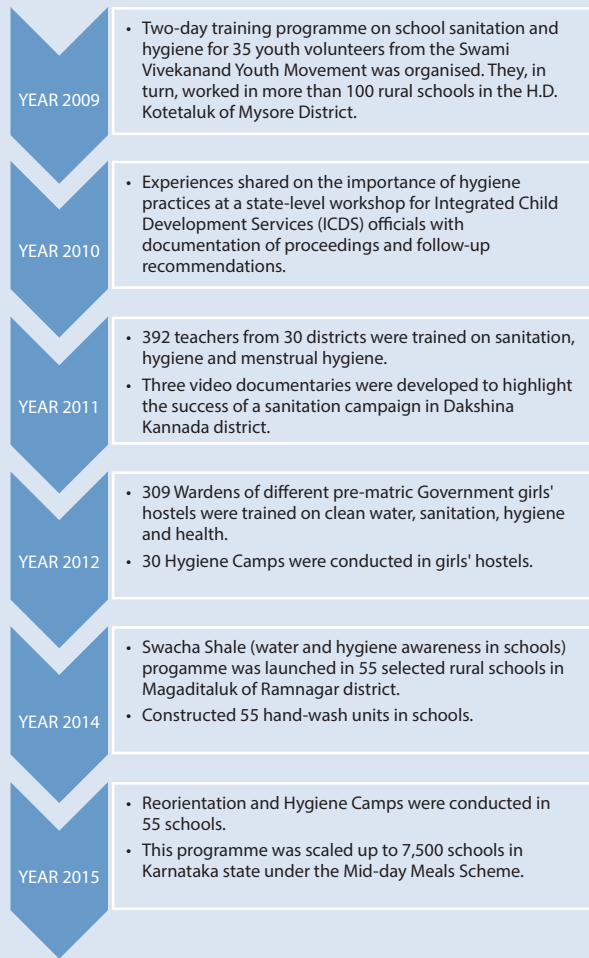 YEAR 2009
• Two-day training programme on school sanitation and
hygiene for 35 youth volunteers from the Swami
Vivekanand Youth Movement was organised. They, in
turn, worked in more than 100 rural schools in the H.D.
Kotetaluk of Mysore District.
YEAR 2010
• Experiences shared on the importance of hygiene
practices at a state-level workshop for Integrated Child
Development Services (ICDS) officials with
documentation of proceedings and follow-up
recommendations.
YEAR 2011
• 392 teachers from 30 districts were trained on sanitation,
hygiene and menstrual hygiene.
• Three video documentaries were developed to highlight
the success of a sanitation campaign in Dakshina
Kannada district.
YEAR 2012
• 309 Wardens of different pre-matric Government girls'
hostels were trained on clean water, sanitation, hygiene
and health.
• 30 Hygiene Camps were conducted in girls' hostels.
YEAR 2014
• Swacha Shale (water and hygiene awareness in schools)
progamme was launched in 55 selected rural schools in
Magaditaluk of Ramnagar district.
• Constructed 55 hand-wash units in schools.
YEAR 2015
• Reorientation and Hygiene Camps were conducted in
55 schools.
• This programme was scaled up to 7,500 schools in
Karnataka state under the Mid-day Meals Scheme.